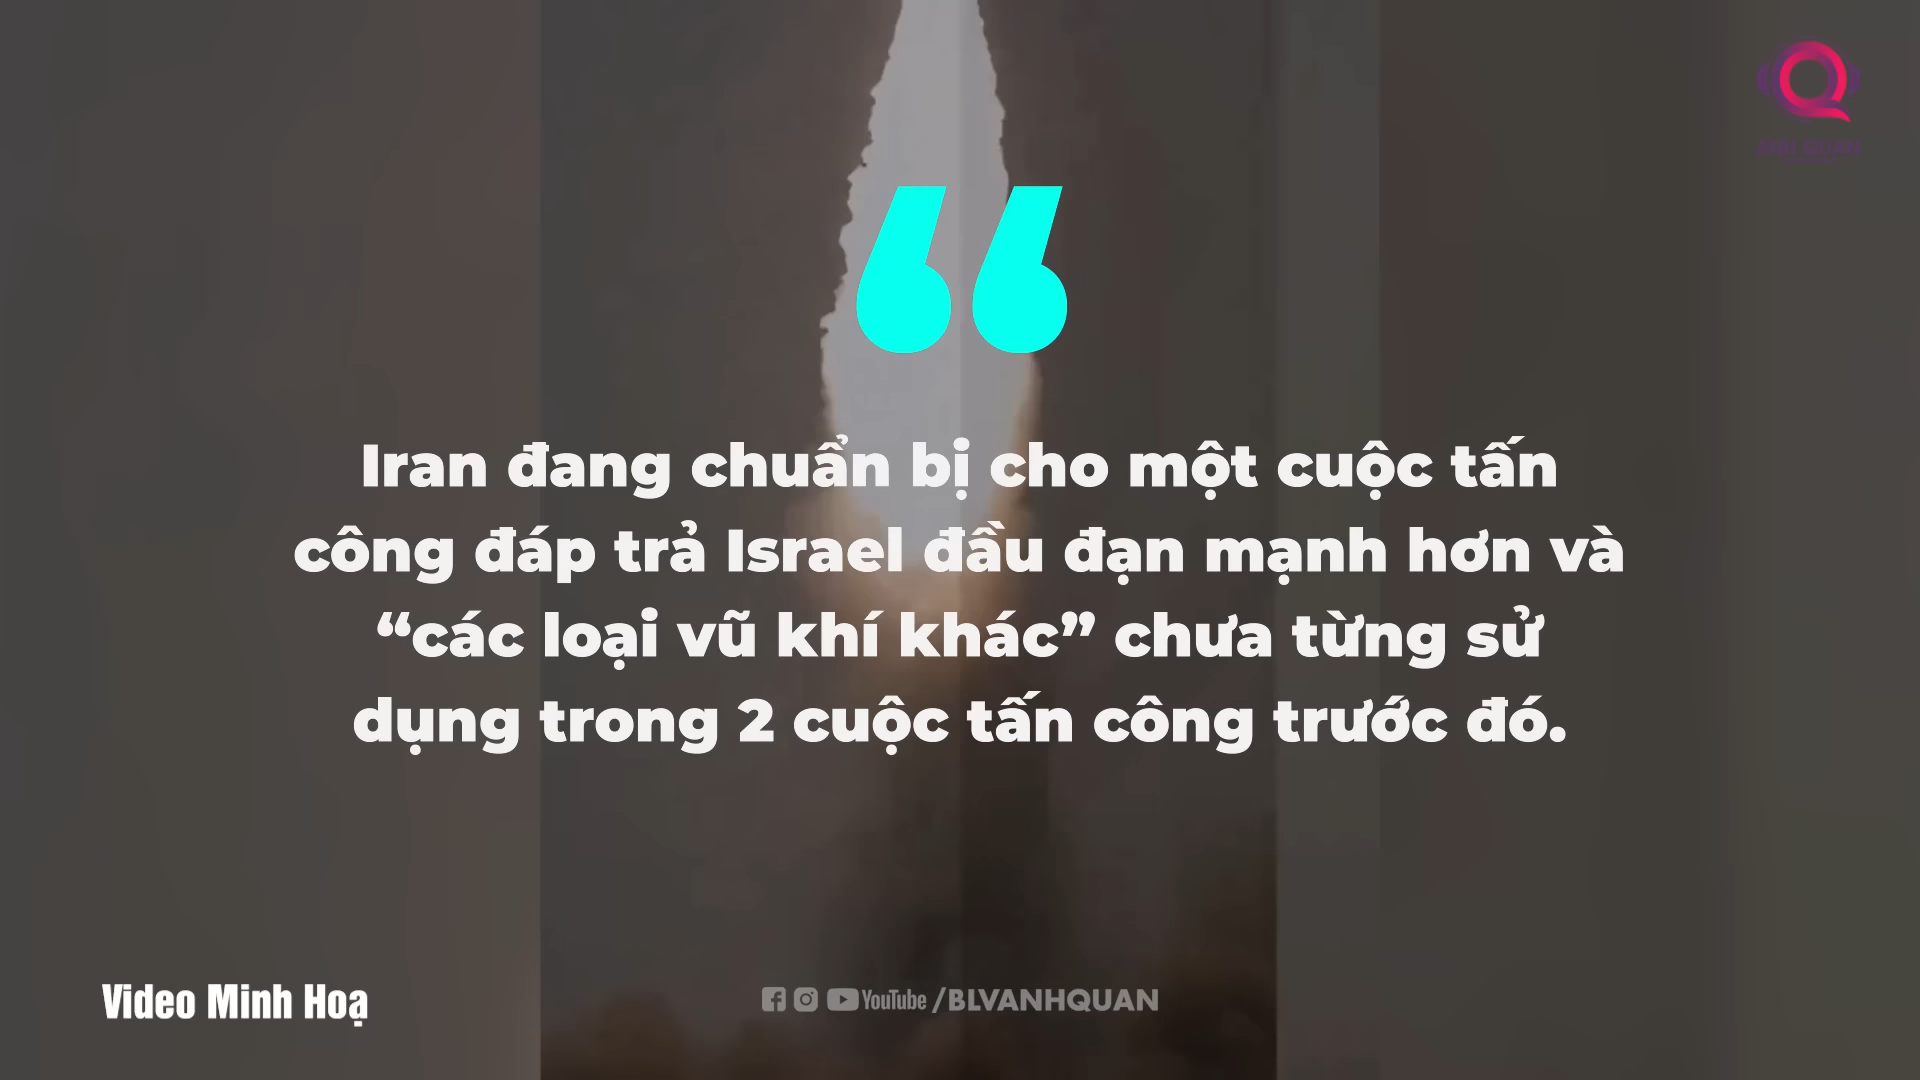 “
Iran đang chuẩn bị cho một cuộc tấn
công đáp trả Israel đầu đạn mạnh hơn và
“các loại vũ khí khác” chưa từng sử
dụng trong 2 cuộc tấn công trước đó.
Video Minh Hoạ
YouTube /BLVANHQUAN